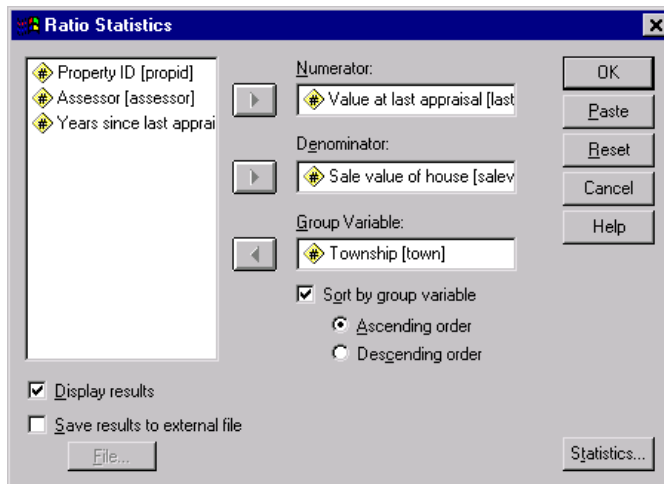 Ratio Statistics
Property ID [propid]
Assessor [assessor]
Years since last apprai
Numerator:
Value at last appraisal [last
Denominator:
Sale value of house [salev
Group Variable:
Township [town]
Sort by group variable
Ascending order
Descending order
Display results
Save results to external file
File...
OK
Paste
Reset
Cancel
Help
Statistics...